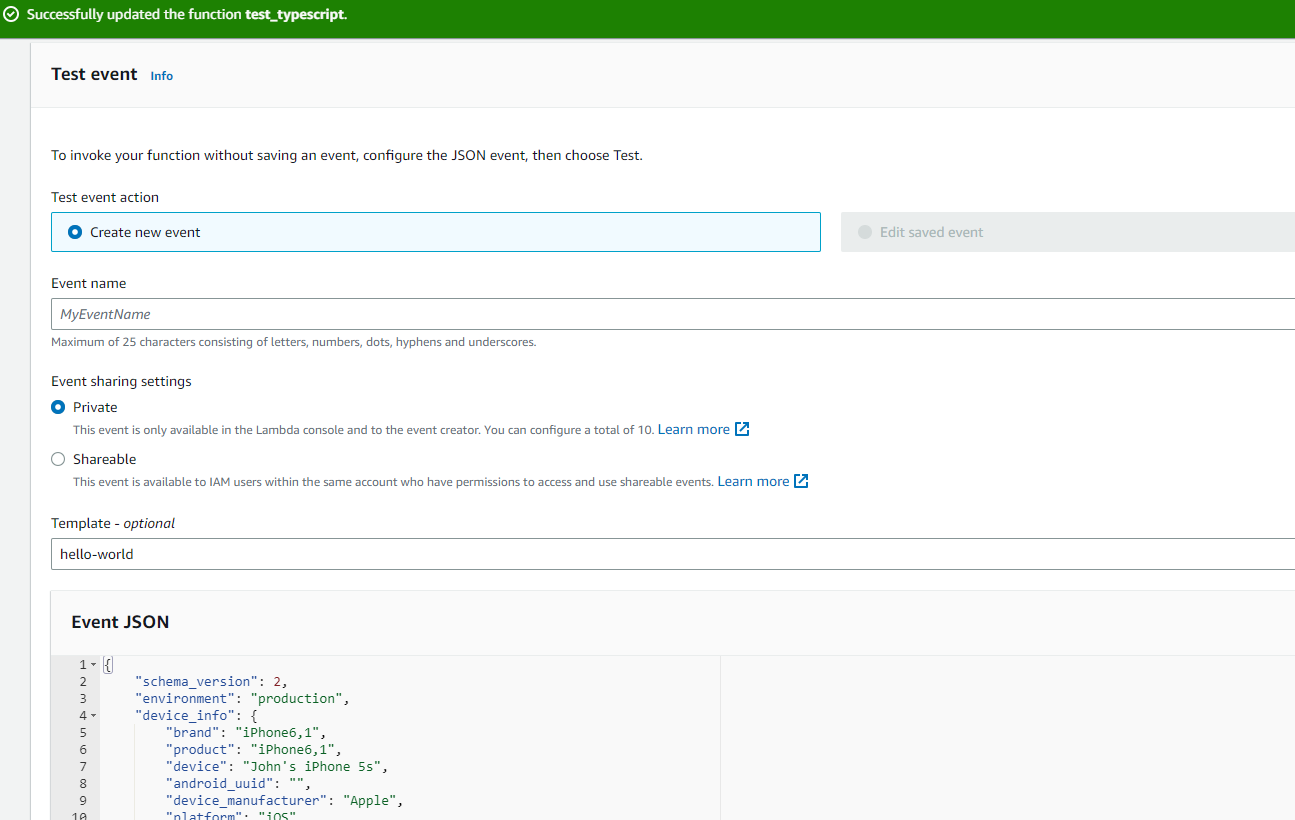 Successfully updated the function test_typescript.
Test event Info
To invoke your function without saving an event, configure the JSON event, then choose Test.
Test event action
Create new event
Edit saved event
Event name
MyEventName
Maximum of 25 characters consisting of letters, numbers, dots, hyphens and underscores.
Event sharing settings
Private
This event is only available in the Lambda console and to the event creator. You can configure a total of 10. Learn more
Shareable
This event is available to IAM users within the same account who have permissions to access and use shareable events. Learn more
Template - optional
hello-world
Event JSON
1 {
2 "schema_version": 2,
3 "environment": "production",
4 "device_info": {
5 "brand": "iPhone6,1",
6 "product": "iPhone6,1",
7 "device": "John's iPhone 5s",
8 "android_uuid": "",
9 "device_manufacturer": "Apple",
10 "platform": "iOS"